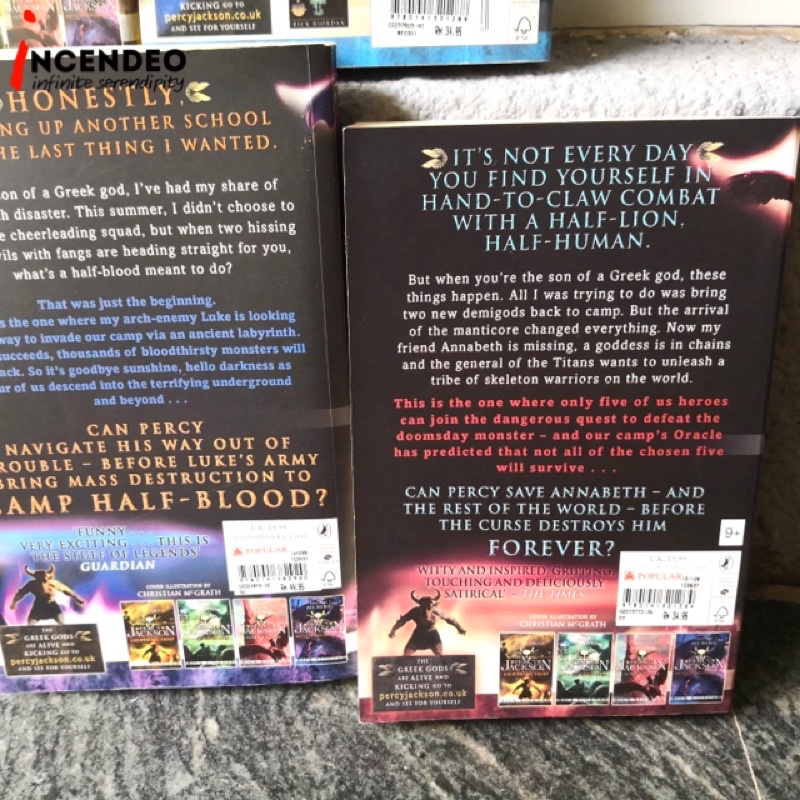 KICKING GO TO
percyjackson.co.uk
AND SEE FOR YOURSELF
RICK RIORDAN
RM 34.95
FSC
INCENDEO
infinite serendipity
HONESTLY,
NG UP ANOTHER SCHOOL
HE LAST THING I WANTED.
on of a Greek god, I've had my share of
h disaster. This summer, I didn't choose to
e cheerleading squad, but when two hissing
vils with fangs are heading straight for you,
what's a half-blood meant to do?
That was just the beginning.
s the one where my arch-enemy Luke is looking
way to invade our camp via an ancient labyrinth.
succeeds, thousands of bloodthirsty monsters will
ack. So it's goodbye sunshine, hello darkness as
ur of us descend into the terrifying underground
and beyond . . .
CAN PERCY
NAVIGATE HIS WAY OUT OF
ROUBLE – BEFORE LUKE'S ARMY
BRING MASS DESTRUCTION TO
CAMP HALF-BLOOD?
'FUNNY . . .
VERY EXCITING . . . THIS IS
THE STUFF OF LEGENDS'
GUARDIAN
POPULAR
COVER ILLUSTRATION BY
CHRISTIAN McGRATH
THE
GREEK GODS
ARE ALIVE AND
KICKING GO TO
percyjackson.co.uk
AND SEE FOR YOURSELF
JACKSON
IT'S NOT EVERY DAY
YOU FIND YOURSELF IN
HAND-TO-CLAW COMBAT
WITH A HALF-LION,
HALF-HUMAN.
But when you're the son of a Greek god, these
things happen. All I was trying to do was bring
two new demigods back to camp. But the arrival
of the manticore changed everything. Now my
friend Annabeth is missing, a goddess is in chains
and the general of the Titans wants to unleash a
tribe of skeleton warriors on the world.
This is the one where only five of us heroes
can join the dangerous quest to defeat the
doomsday monster – and our camp's Oracle
has predicted that not all of the chosen five
will survive . . .
CAN PERCY SAVE ANNABETH – AND
THE REST OF THE WORLD – BEFORE
THE CURSE DESTROYS HIM
FOREVER?
9+
'WITTY AND INSPIRED, GRIPPING,
TOUCHING AND DELICIOUSLY
SATIRICAL' – THE TIMES
POPULAR
RM 34.95
COVER ILLUSTRATION BY
CHRISTIAN McGRATH
THE
GREEK GODS
ARE ALIVE AND
KICKING GO TO
percyjackson.co.uk
AND SEE FOR YOURSELF
JACKSON
JACKSON